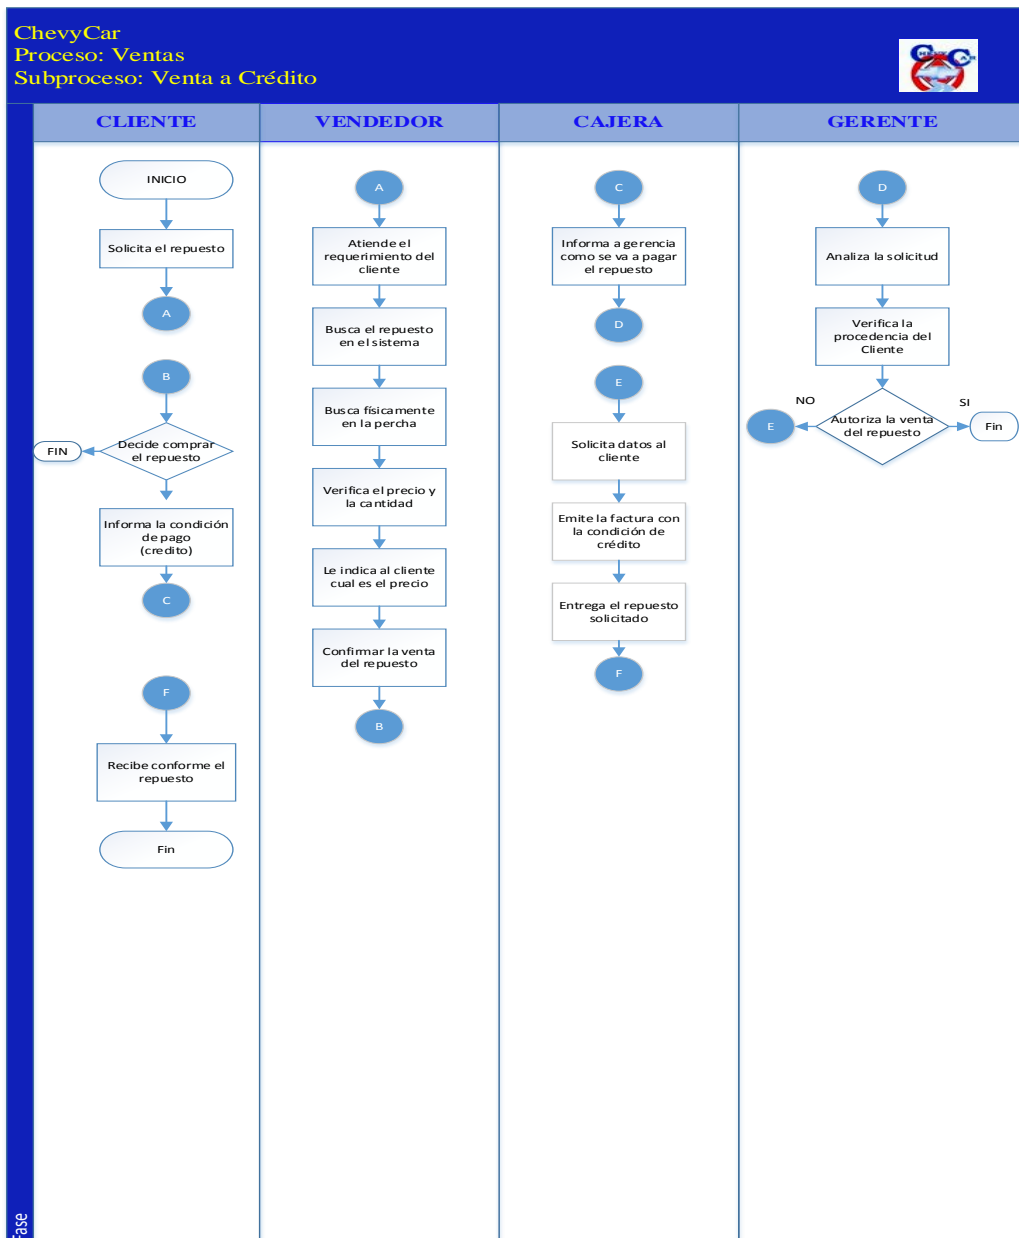 ChevyCar
Proceso: Ventas
Subproceso: Venta a Crédito
CLIENTE
VENDEDOR
CAJERA
GERENTE
INICIO
Solicita el repuesto
A
B
Decide comprar
el repuesto
FIN
Informa la condición
de pago
(credito)
C
F
Recibe conforme el
repuesto
Fin
A
Atiende el
requerimiento del
cliente
Busca el repuesto
en el sistema
Busca físicamente
en la percha
Verifica el precio y
la cantidad
Le indica al cliente
cual es el precio
Confirmar la venta
del repuesto
B
C
Informa a gerencia
como se va a pagar
el repuesto
D
E
Solicita datos al
cliente
Emite la factura con
la condición de
crédito
Entrega el repuesto
solicitado
F
D
Analiza la solicitud
Verifica la
procedencia del
Cliente
Autoriza la venta
del repuesto
NO
E
SI
Fin
Fase